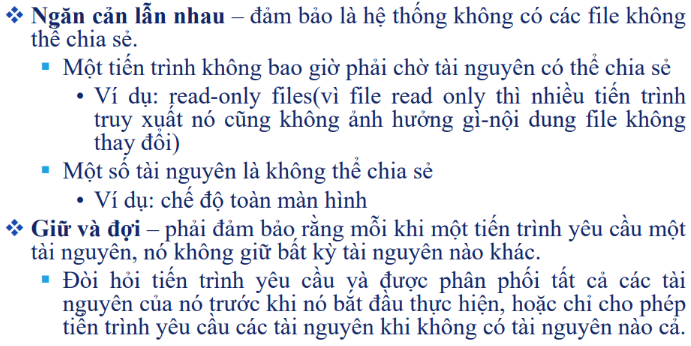 ❖ Ngăn cản lẫn nhau – đảm bảo là hệ thống không có các file không
thể chia sẻ.
▪ Một tiến trình không bao giờ phải chờ tài nguyên có thể chia sẻ
• Ví dụ: read-only files(vì file read only thì nhiều tiến trình
truy xuất nó cũng không ảnh hưởng gì-nội dung file không
thay đổi)
▪ Một số tài nguyên là không thể chia sẻ
• Ví dụ: chế độ toàn màn hình
❖ Giữ và đợi – phải đảm bảo rằng mỗi khi một tiến trình yêu cầu một
tài nguyên, nó không giữ bất kỳ tài nguyên nào khác.
▪ Đòi hỏi tiến trình yêu cầu và được phân phối tất cả các tài
nguyên của nó trước khi nó bắt đầu thực hiện, hoặc chỉ cho phép
tiến trình yêu cầu các tài nguyên khi không có tài nguyên nào cả.